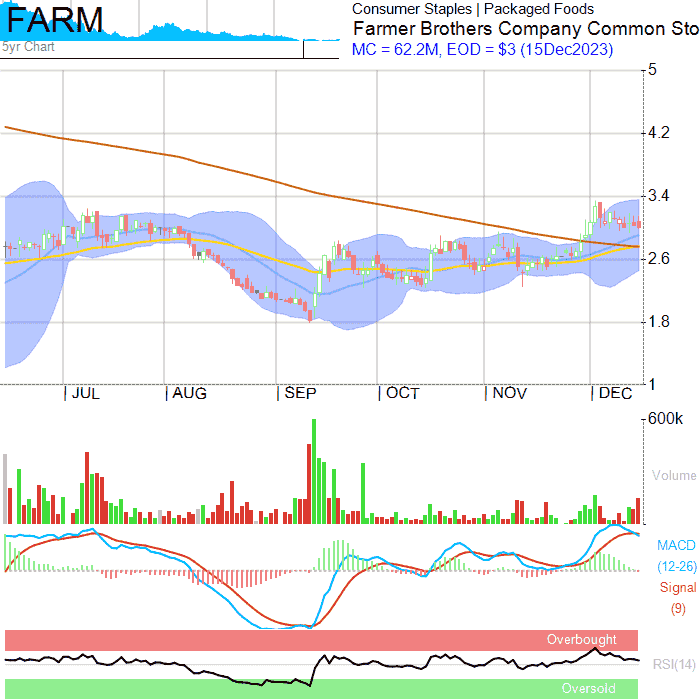 FARM
5yr Chart
Consumer Staples | Packaged Foods
Farmer Brothers Company Common Sto
MC = 62.2M, EOD = $3 (15Dec2023)
5
4.2
3.4
2.6
1.8
1
JUL AUG SEP OCT NOV DEC
600k
Volume
MACD
(12-26)
Signal
(9)
Overbought
RSI(14)
Oversold